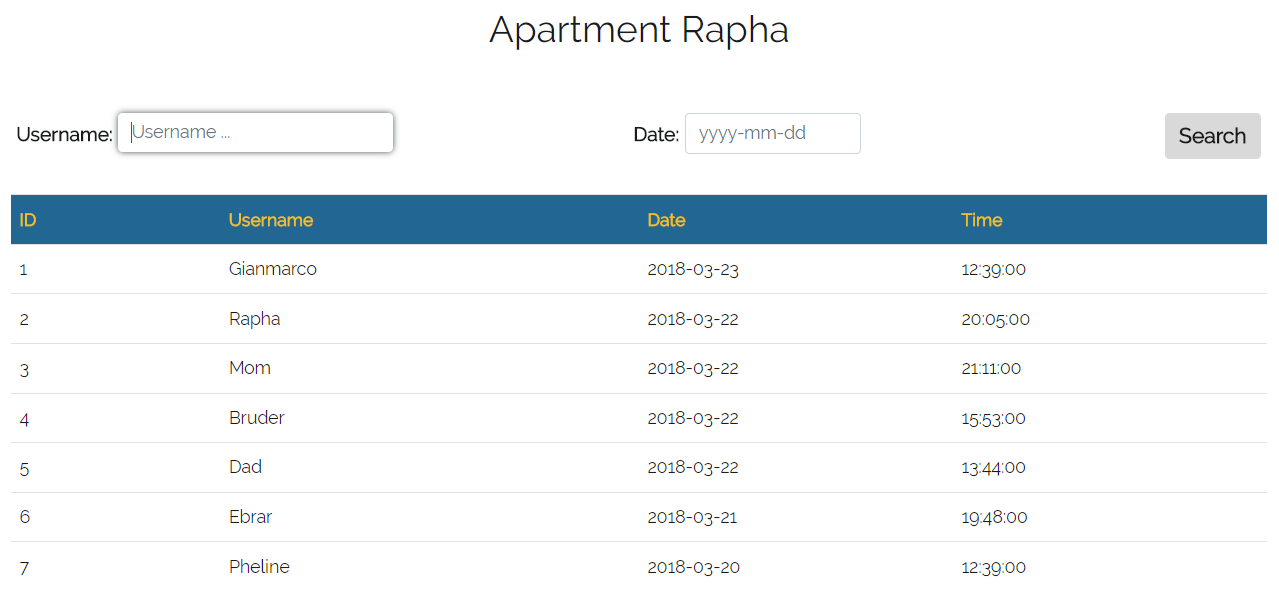 Apartment Rapha
Username: Username ... Date: yyyy-mm-dd Search
ID Username Date Time
1 Gianmarco 2018-03-23 12:39:00
2 Rapha 2018-03-22 20:05:00
3 Mom 2018-03-22 21:11:00
4 Bruder 2018-03-22 15:53:00
5 Dad 2018-03-22 13:44:00
6 Ebrar 2018-03-21 19:48:00
7 Pheline 2018-03-20 12:39:00